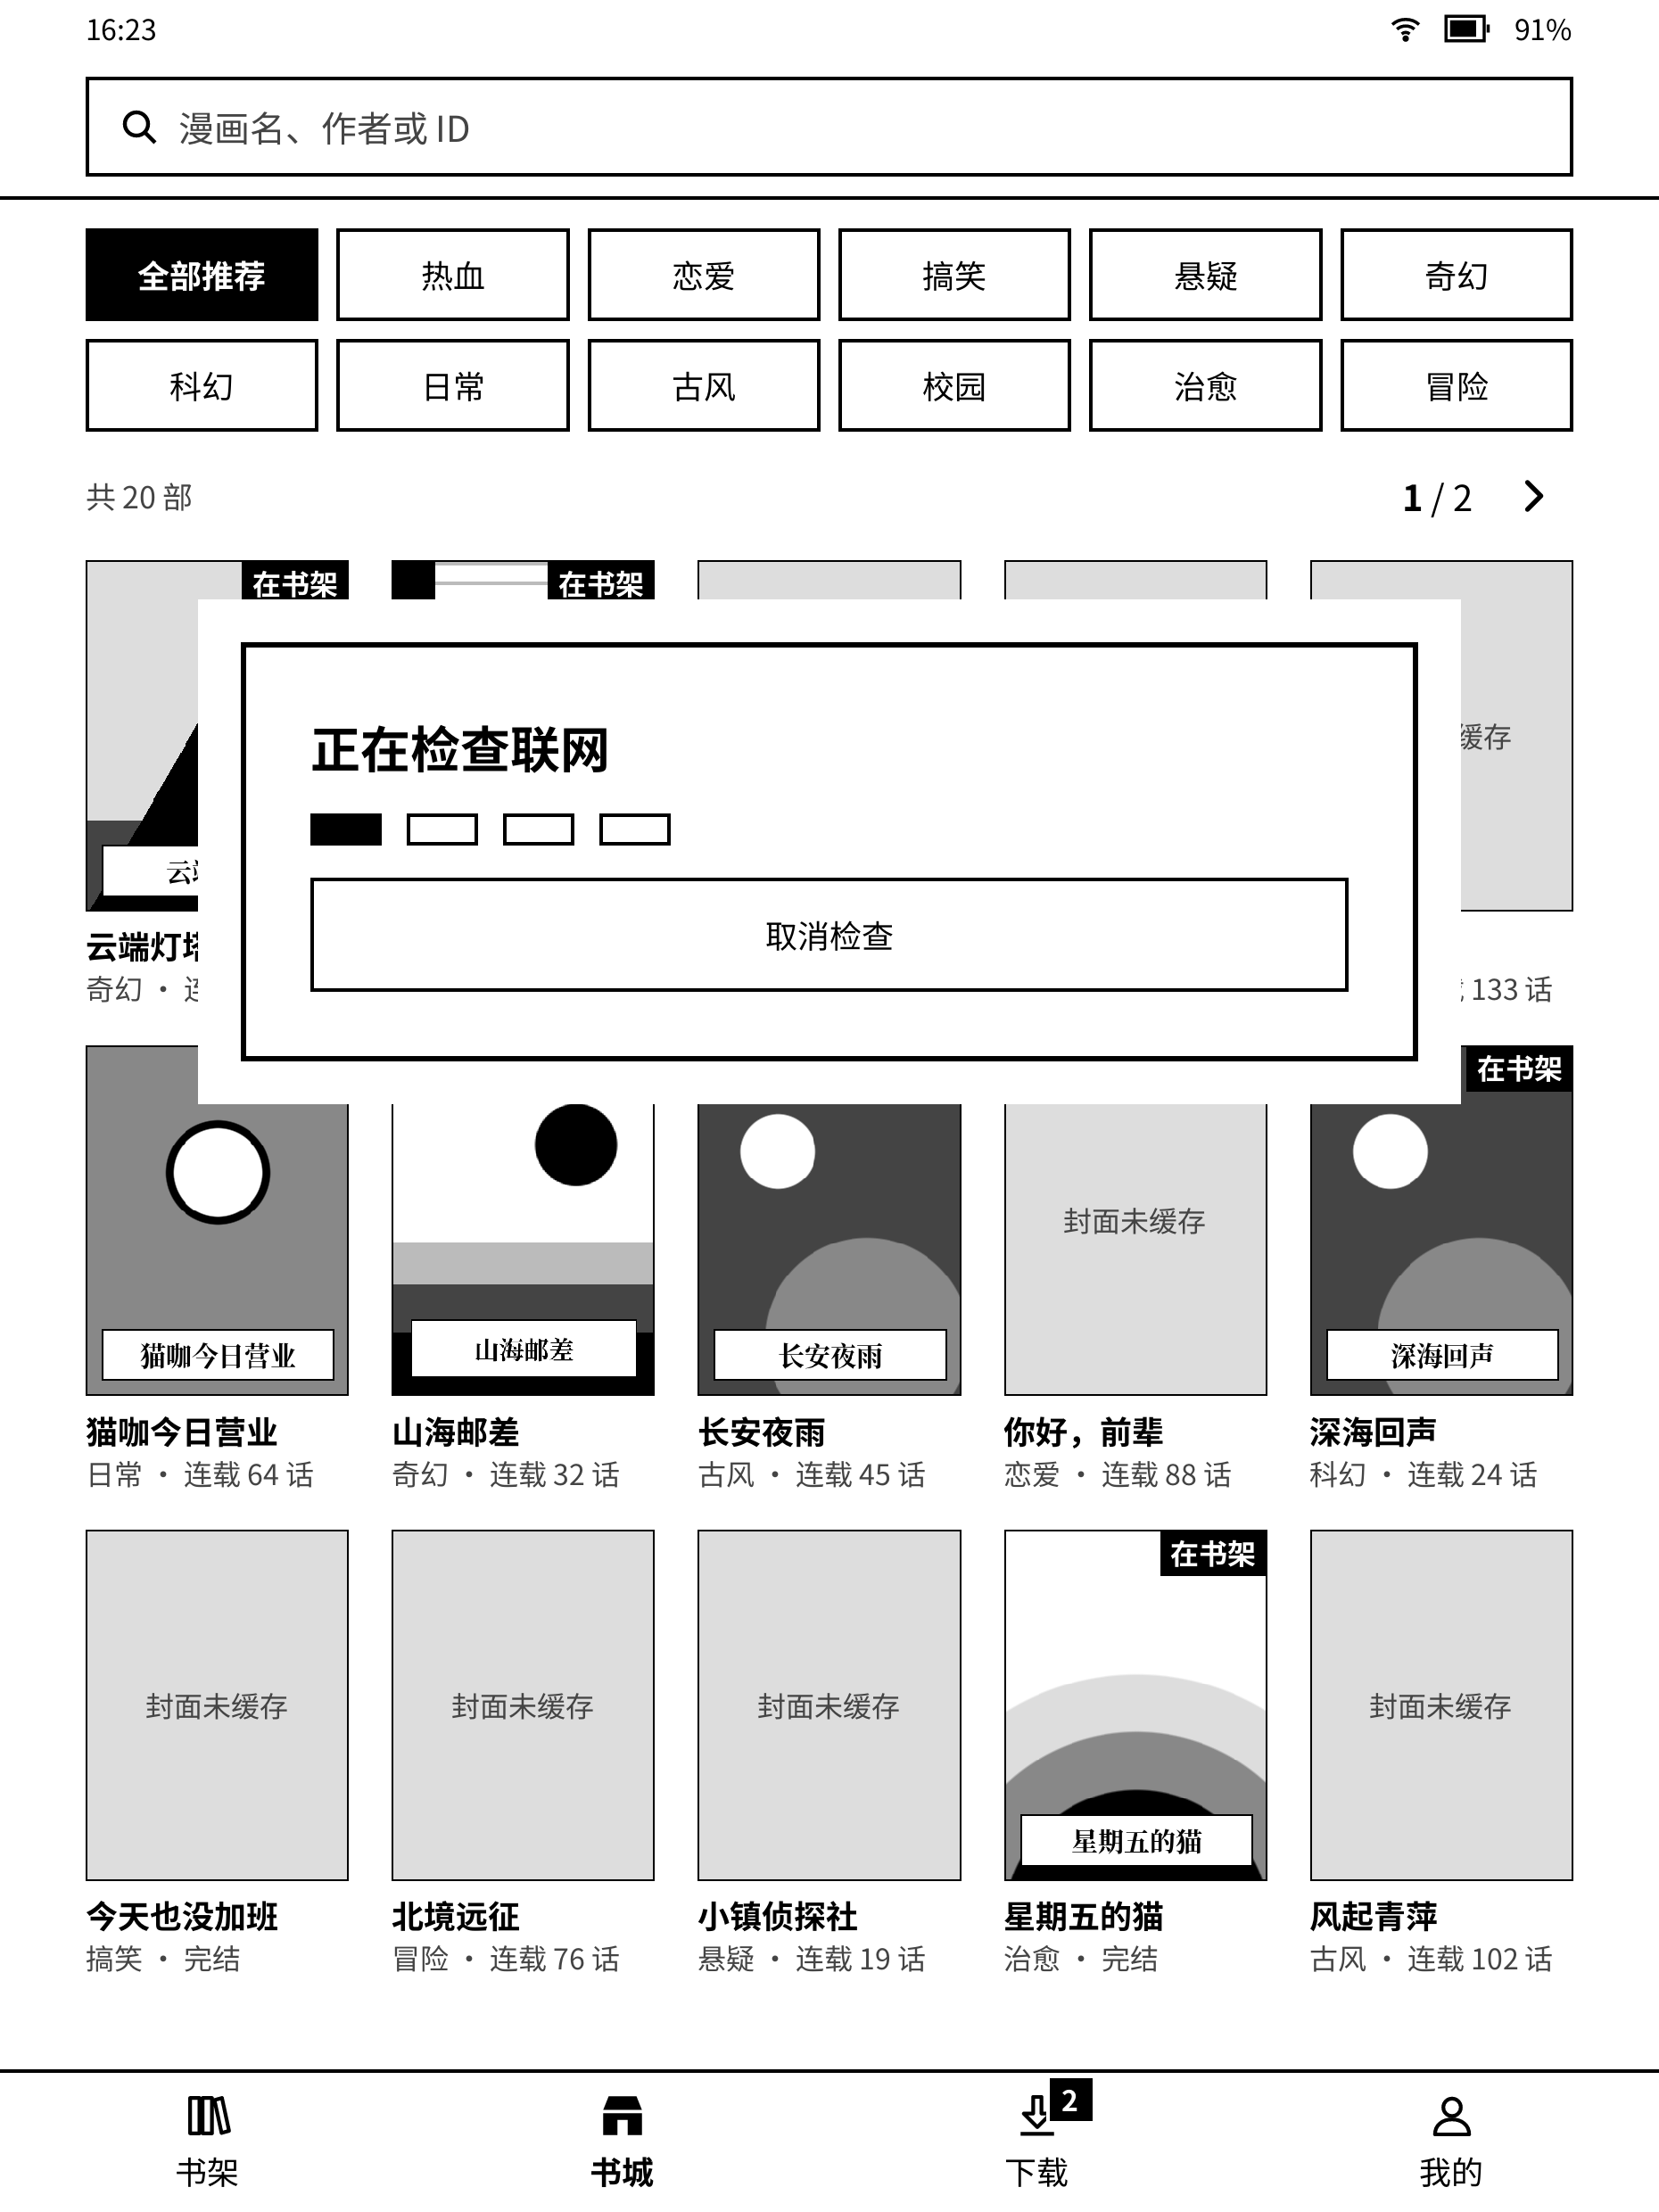 16:23
91%
漫画名、作者或 ID
全部推荐 热血 恋爱 搞笑 悬疑 奇幻
科幻 日常 古风 校园 治愈 冒险
共 20 部
1 / 2
在书架 在书架
正在检查联网
取消检查
缓存
云
云端灯
奇幻 ・
133 话
在书架
猫咖今日营业 山海邮差 长安夜雨 封面未缓存 深海回声
猫咖今日营业 山海邮差 长安夜雨 你好，前辈 深海回声
日常 ・ 连载 64 话 奇幻 ・ 连载 32 话 古风 ・ 连载 45 话 恋爱 ・ 连载 88 话 科幻 ・ 连载 24 话
在书架
封面未缓存 封面未缓存 封面未缓存 星期五的猫 封面未缓存
今天也没加班 北境远征 小镇侦探社 星期五的猫 风起青萍
搞笑 ・ 完结 冒险 ・ 连载 76 话 悬疑 ・ 连载 19 话 治愈 ・ 完结 古风 ・ 连载 102 话
2
书架 书城 下载 我的